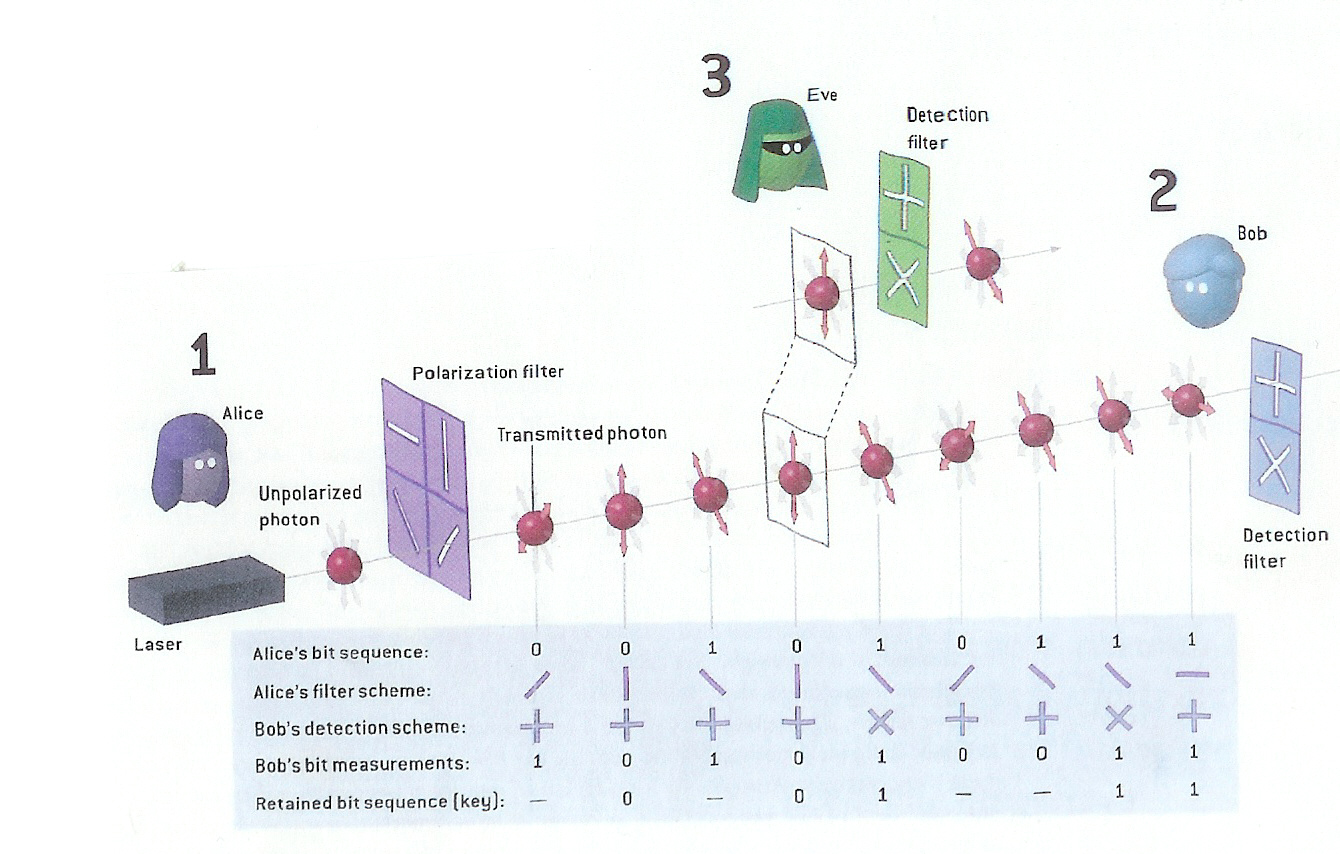 3
Eve
Detection
filter
2
Bob
1
Alice
Polarization filter
Transmitted photon
Unpolarized
photon
Detection
filter
Laser
Alice's bit sequence: 0 0 1 0 1 0 1 1 1
Alice's filter scheme: / | \ | \ / \ \ —
Bob's detection scheme: + + + + × + + × +
Bob's bit measurements: 1 0 1 0 1 0 0 1 1
Retained bit sequence (key): — 0 — 0 1 — — 1 1